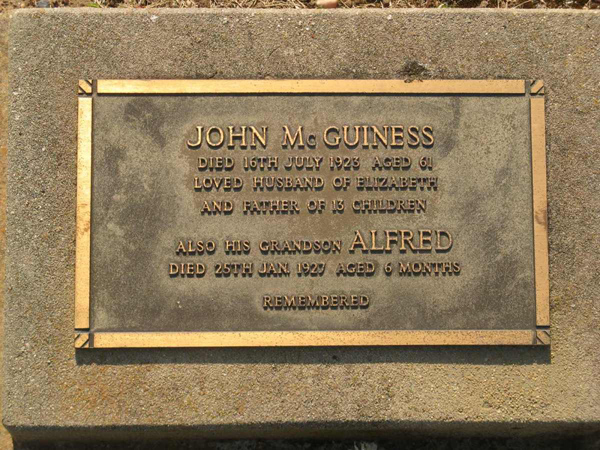 JOHN McGUINESS
DIED 16TH JULY 1923 AGED 61
LOVED HUSBAND OF ELIZABETH
AND FATHER OF 13 CHILDREN
ALSO HIS GRANDSON ALFRED
DIED 25TH JAN. 1927 AGED 6 MONTHS
REMEMBERED